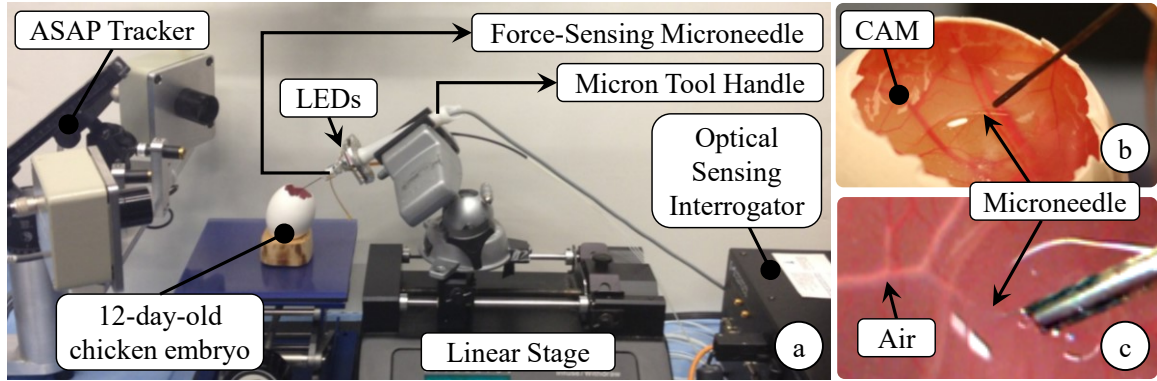 ASAP Tracker
Force-Sensing Microneedle
Micron Tool Handle
LEDs
Optical
Sensing
Interrogator
12-day-old
chicken embryo
Linear Stage
a
CAM
b
Microneedle
Air
c